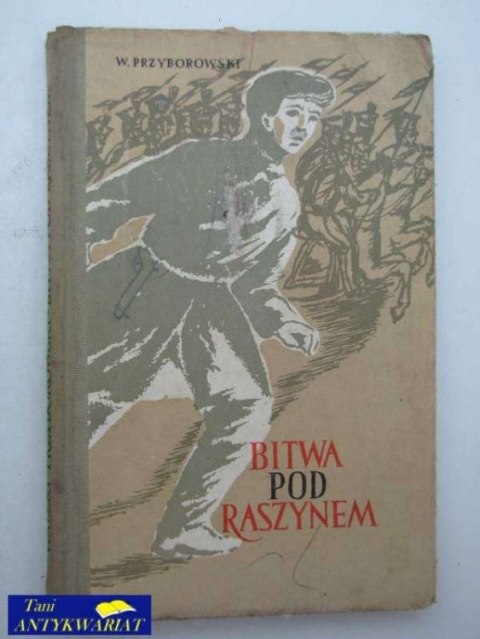 W. PRZYBOROWSKI
BITWA
POD
RASZYNEM
Tani
ANTYKWARIAT